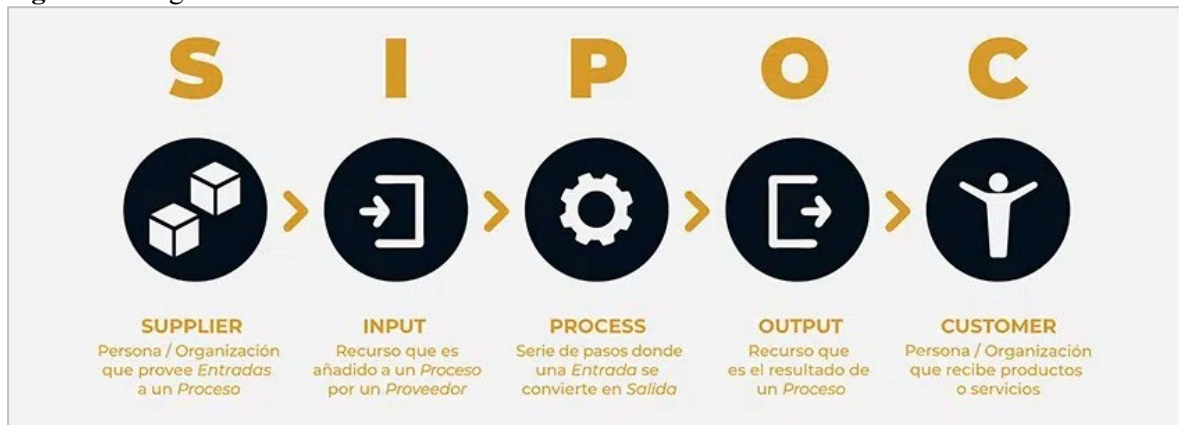 S I P O C
SUPPLIER
Persona / Organización
que provee Entradas
a un Proceso
INPUT
Recurso que es
añadido a un Proceso
por un Proveedor
PROCESS
Serie de pasos donde
una Entrada se
convierte en Salida
OUTPUT
Recurso que
es el resultado de
un Proceso
CUSTOMER
Persona / Organización
que recibe productos
o servicios